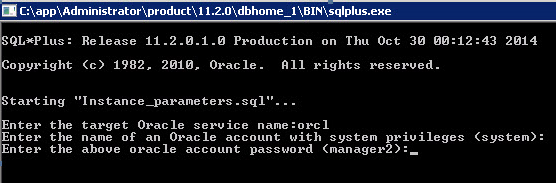 C:\app\Administrator\product\11.2.0\dbhome_1\BIN\sqlplus.exe
SQL*Plus: Release 11.2.0.1.0 Production on Thu Oct 30 00:12:43 2014
Copyright (c) 1982, 2010, Oracle.  All rights reserved.
Starting "Instance_parameters.sql"...
Enter the target Oracle service name:orcl
Enter the name of an Oracle account with system privileges (system):
Enter the above oracle account password (manager2):_